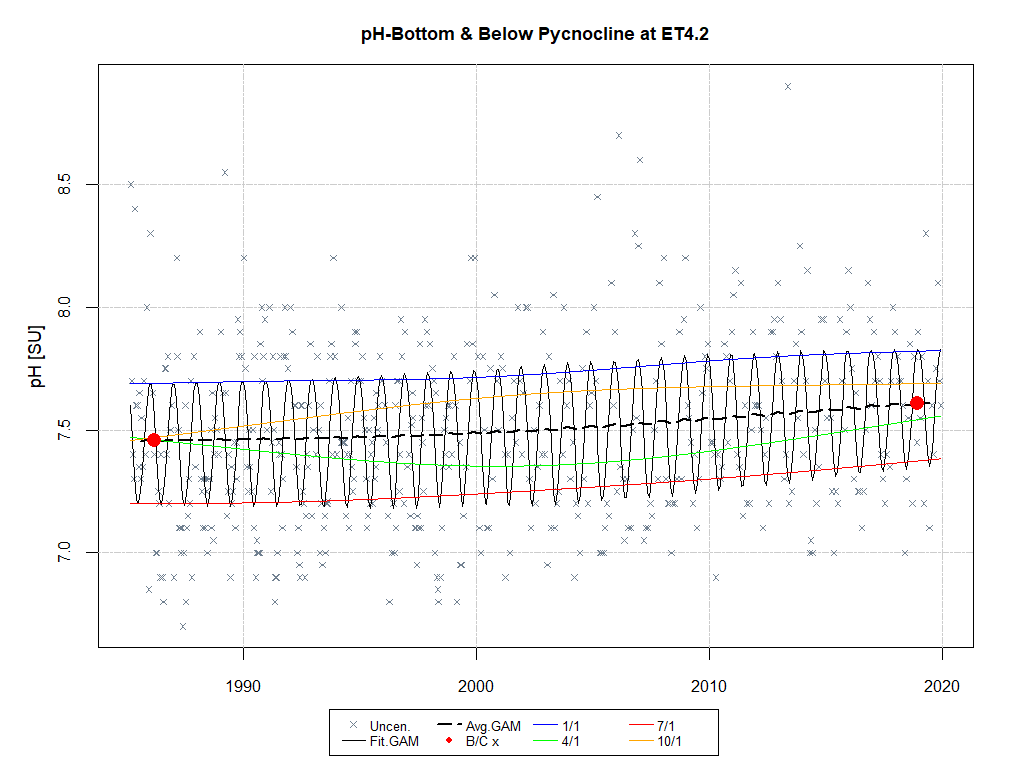 pH-Bottom & Below Pycnocline at ET4.2
pH [SU]
8.5
8.0
7.5
7.0
1990 2000 2010 2020
Uncen. Avg.GAM 1/1 7/1
Fit.GAM B/C x 4/1 10/1